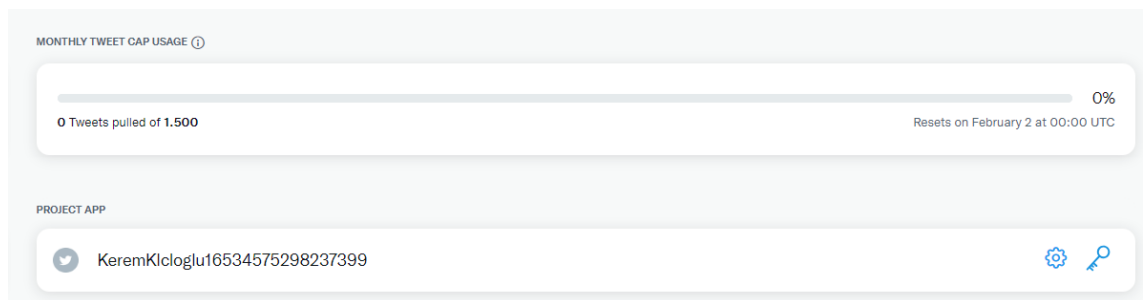 MONTHLY TWEET CAP USAGE
0%
0 Tweets pulled of 1.500
Resets on February 2 at 00:00 UTC
PROJECT APP
KeremKIcloglu16534575298237399